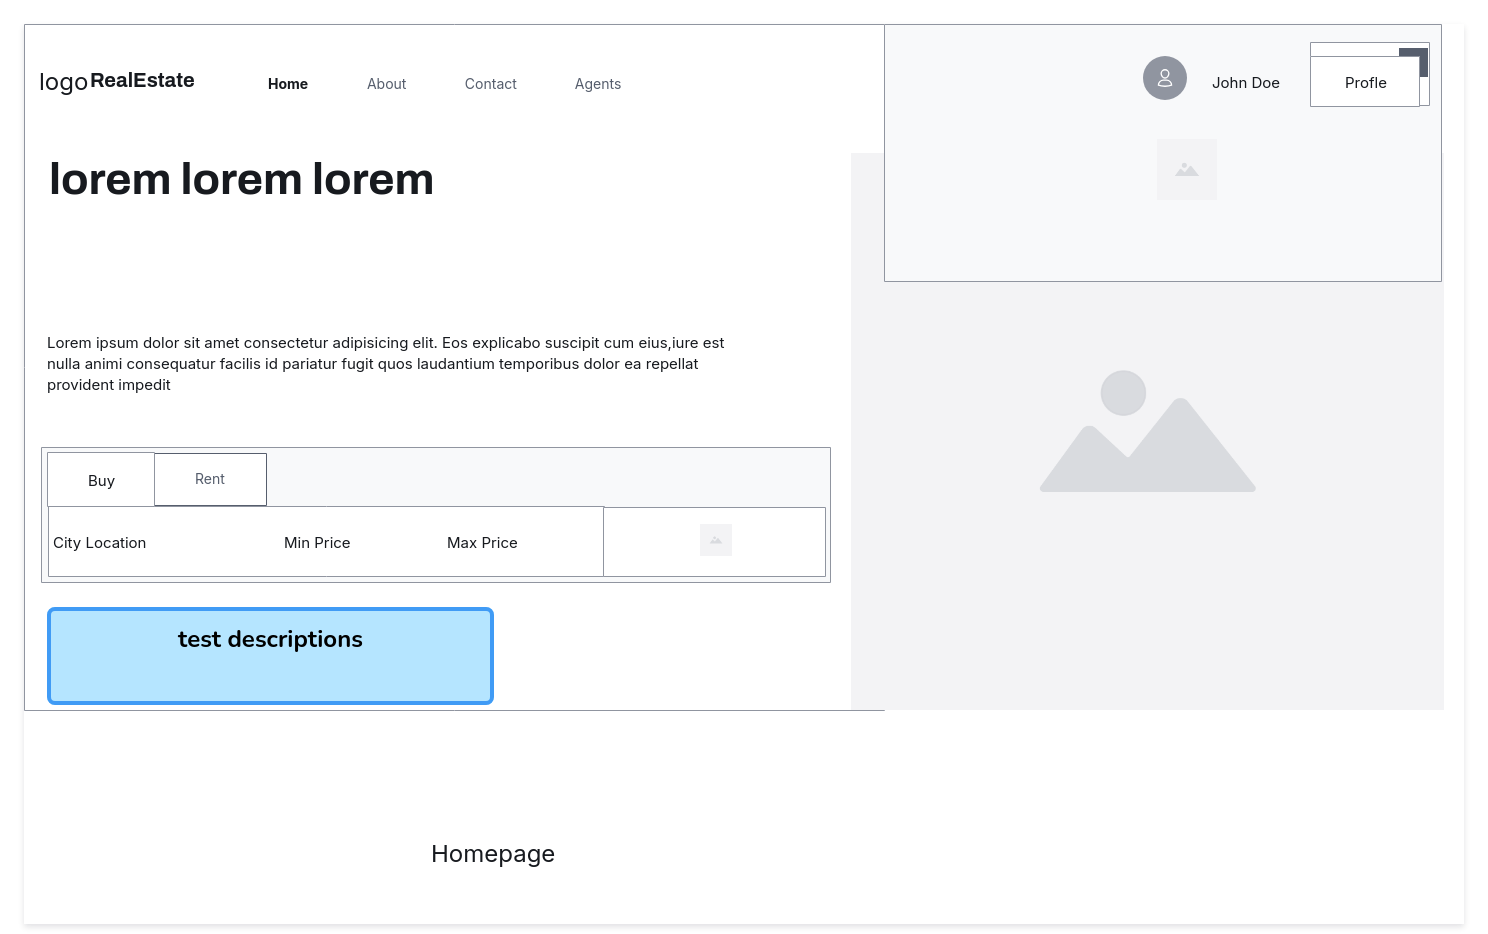 logo RealEstate Home About Contact Agents John Doe Profle
lorem lorem lorem
Lorem ipsum dolor sit amet consectetur adipisicing elit. Eos explicabo suscipit cum eius,iure est
nulla animi consequatur facilis id pariatur fugit quos laudantium temporibus dolor ea repellat
provident impedit
Buy Rent
City Location Min Price Max Price
test descriptions
Homepage